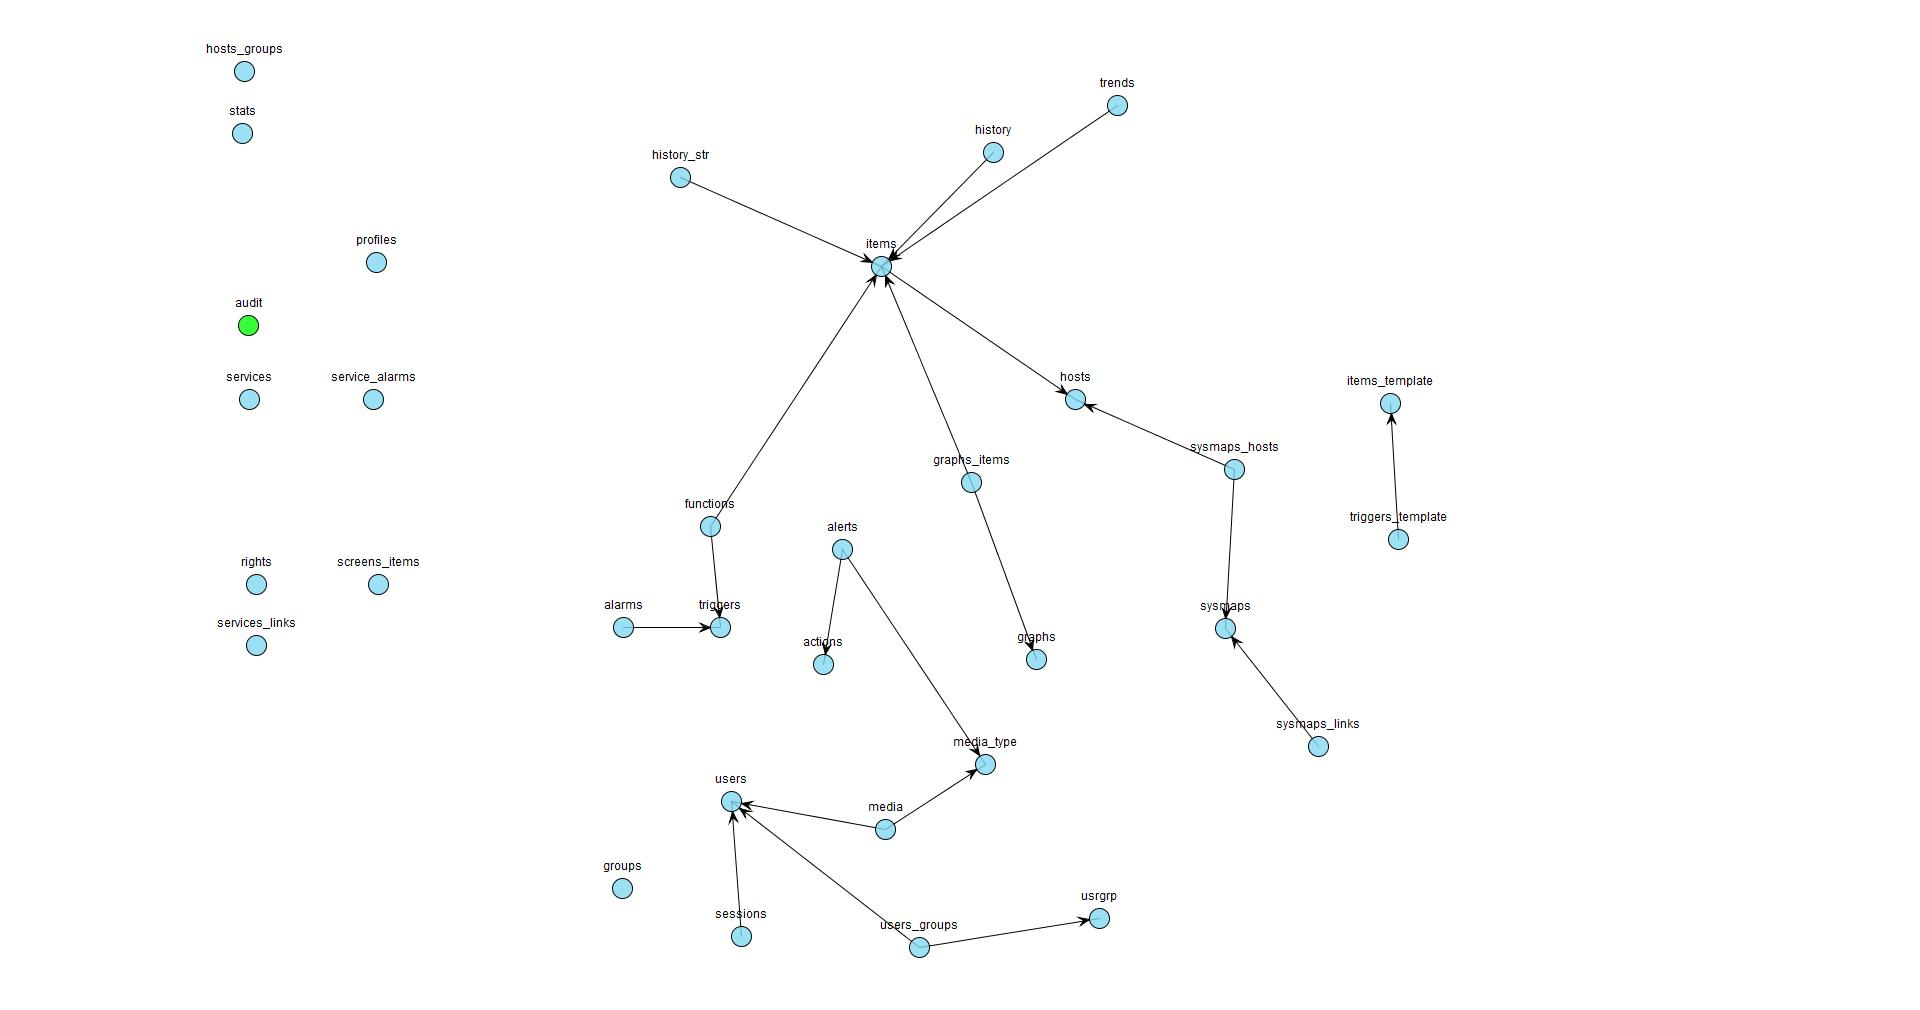 hosts_groups
stats
trends
history
history_str
profiles
items
audit
services
service_alarms
hosts
items_template
sysmaps_hosts
graphs_items
functions
triggers_template
alerts
rights
screens_items
alarms
triggers
sysmaps
services_links
actions
graphs
sysmaps_links
media_type
users
media
groups
usrgrp
sessions
users_groups